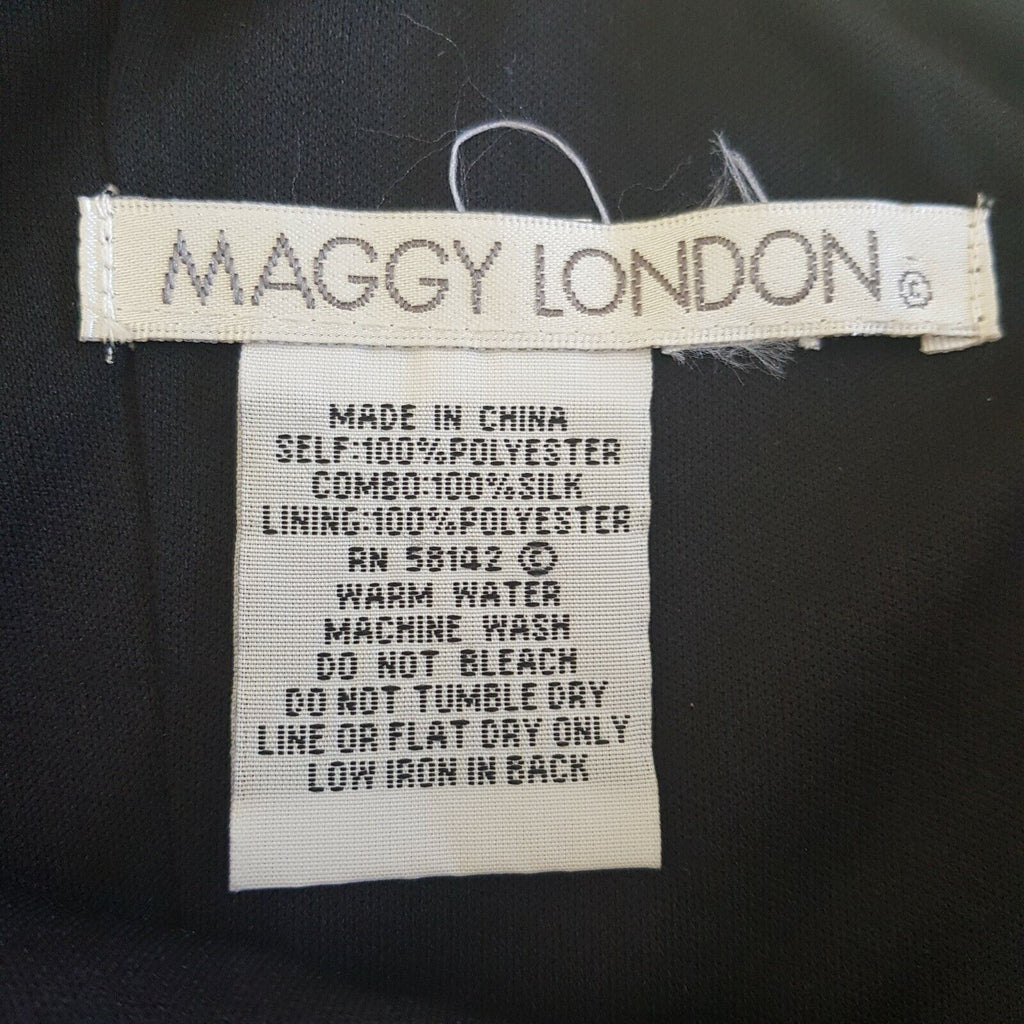 MAGGY LONDON ©
MADE IN CHINA
SELF:100%POLYESTER
COMBO:100%SILK
LINING:100%POLYESTER
RN 58142 ©
WARM WATER
MACHINE WASH
DO NOT BLEACH
DO NOT TUMBLE DRY
LINE OR FLAT DRY ONLY
LOW IRON IN BACK